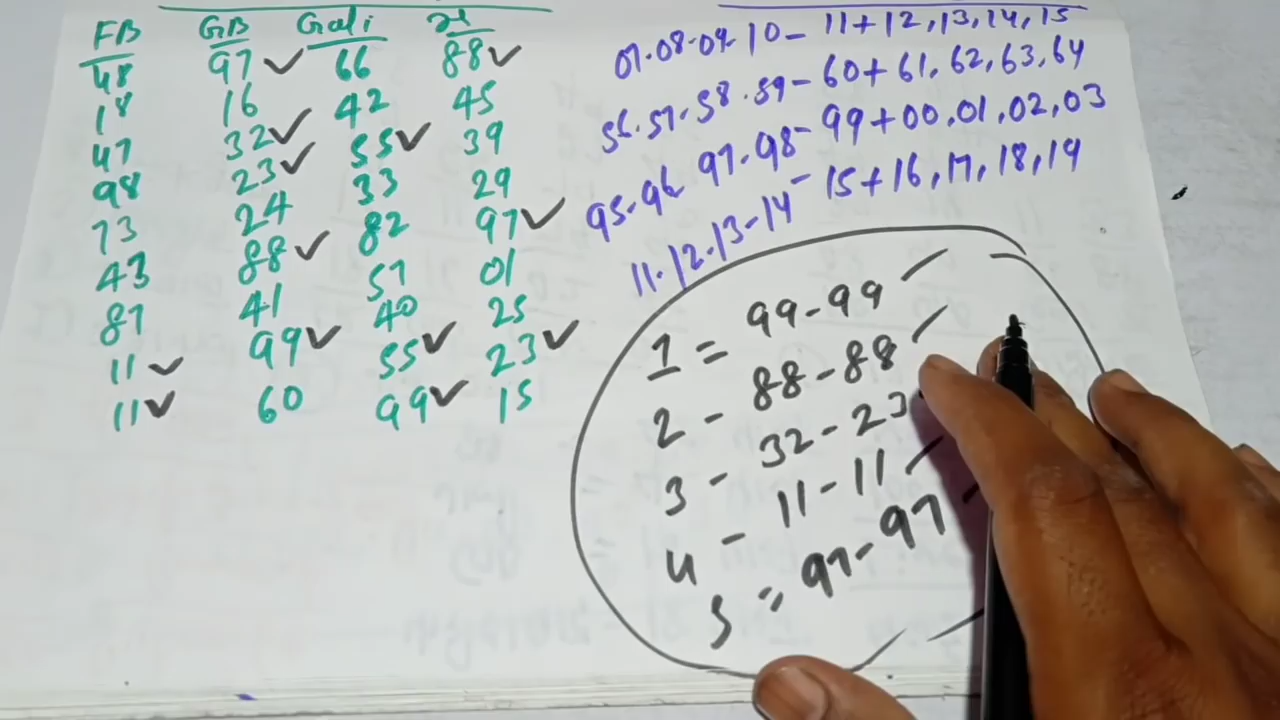 FB GB Gali
48 97 ✓ 66 88 ✓
18 16 42 45
47 32 ✓ 55 ✓ 39
98 23 ✓ 33 29
73 24 82 97 ✓
43 88 ✓ 57 01
87 41 40 25
11 ✓ 99 ✓ 55 ✓ 23 ✓
11 ✓ 60 99 ✓ 15
07.08.09.10 – 11+12,13,14,15
56.57.58.59 – 60+61,62,63,64
95.96 97.98 – 99+00,01,02,03
11.12.13.14 – 15+16,17,18,19
1 = 99-99
2 - 88-88
3 - 32-23
4 - 11-11
5 = 97-97